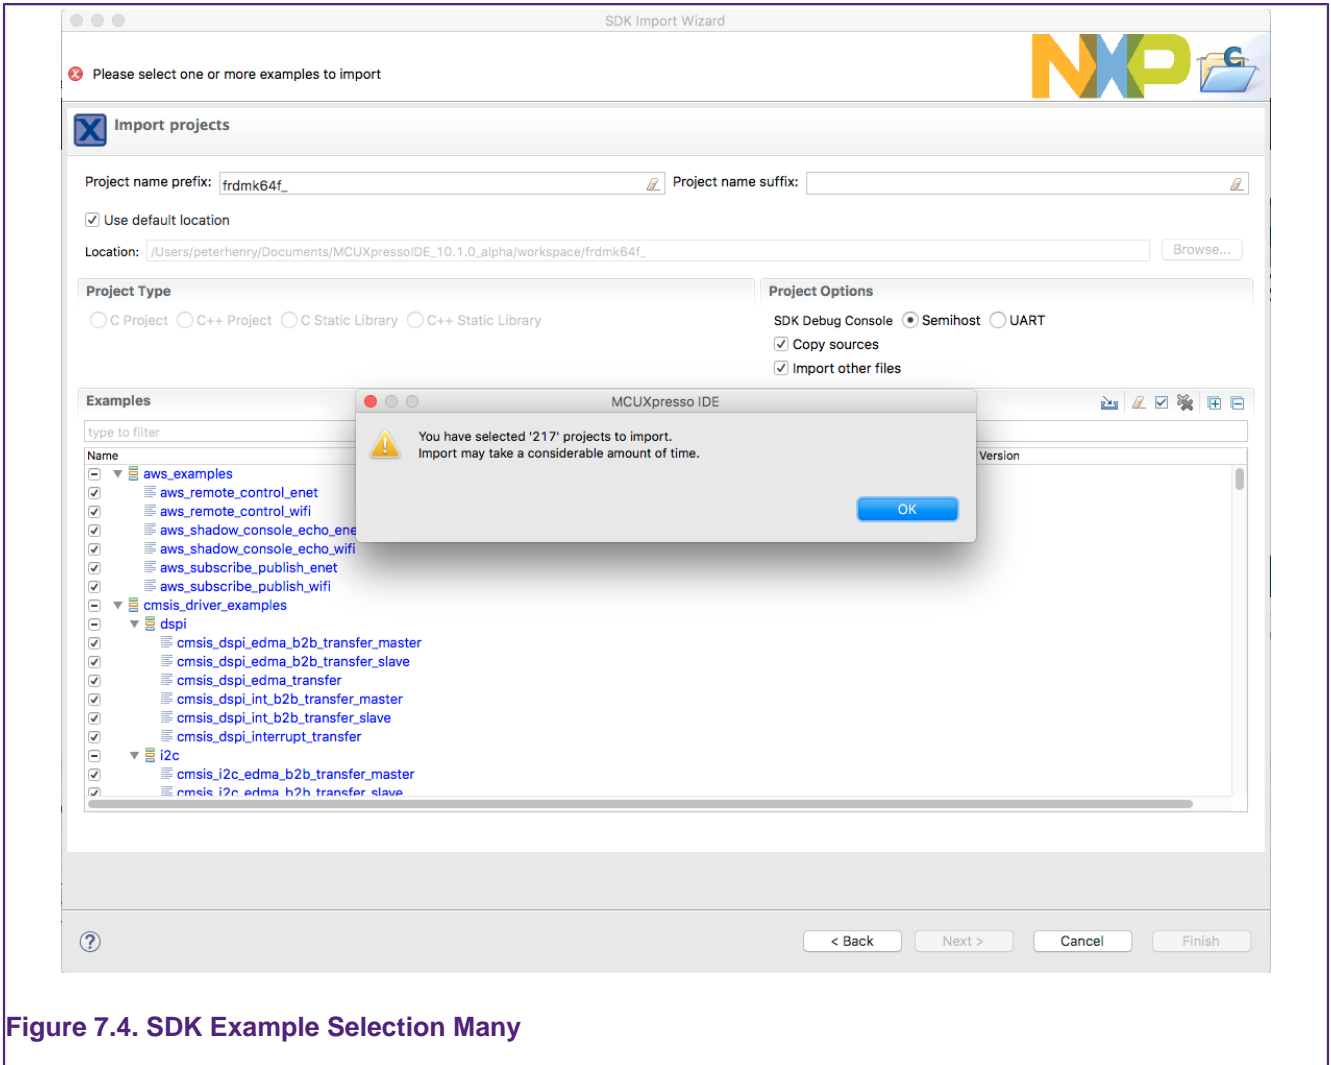 SDK Import Wizard
Please select one or more examples to import
NXP
Import projects
Project name prefix: frdmk64f_ Project name suffix:
Use default location
Location: /Users/peterhenry/Documents/MCUXpressoIDE_10.1.0_alpha/workspace/frdmk64f_ Browse...
Project Type Project Options
C Project C++ Project C Static Library C++ Static Library SDK Debug Console Semihost UART
Copy sources
Import other files
Examples
MCUXpresso IDE
You have selected '217' projects to import.
Import may take a considerable amount of time.
OK
type to filter
Name Version
aws_examples
aws_remote_control_enet
aws_remote_control_wifi
aws_shadow_console_echo_ene
aws_shadow_console_echo_wifi
aws_subscribe_publish_enet
aws_subscribe_publish_wifi
cmsis_driver_examples
dspi
cmsis_dspi_edma_b2b_transfer_master
cmsis_dspi_edma_b2b_transfer_slave
cmsis_dspi_edma_transfer
cmsis_dspi_int_b2b_transfer_master
cmsis_dspi_int_b2b_transfer_slave
cmsis_dspi_interrupt_transfer
i2c
cmsis_i2c_edma_b2b_transfer_master
cmsis_i2c_edma_b2b_transfer_slave
< Back Next > Cancel Finish
Figure 7.4. SDK Example Selection Many